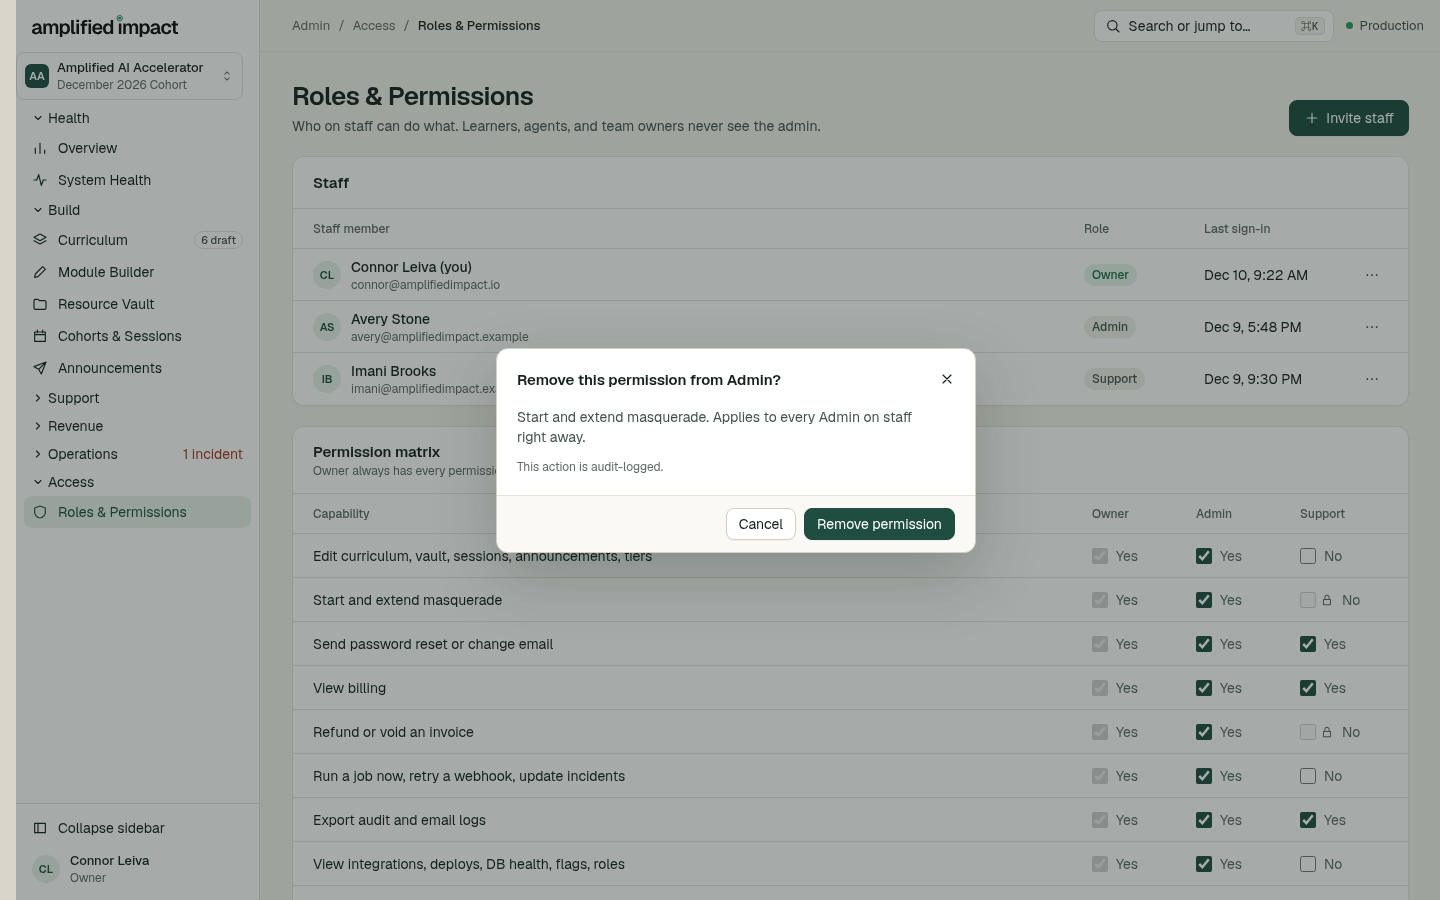 amplified impact
AA
Amplified AI Accelerator
December 2026 Cohort
Health
Overview
System Health
Build
Curriculum
6 draft
Module Builder
Resource Vault
Cohorts & Sessions
Announcements
Support
Revenue
Operations
1 incident
Access
Roles & Permissions
Collapse sidebar
CL
Connor Leiva
Owner
Admin / Access / Roles & Permissions
Search or jump to...
⌘K
Production
Roles & Permissions
Who on staff can do what. Learners, agents, and team owners never see the admin.
Invite staff
Staff
Staff member Role Last sign-in
CL
Connor Leiva (you)
connor@amplifiedimpact.io
Owner
Dec 10, 9:22 AM
AS
Avery Stone
avery@amplifiedimpact.example
Admin
Dec 9, 5:48 PM
IB
Imani Brooks
imani@amplifiedimpact.ex
Support
Dec 9, 9:30 PM
Remove this permission from Admin?
Start and extend masquerade. Applies to every Admin on staff
right away.
This action is audit-logged.
Cancel
Remove permission
Permission matrix
Owner always has every permissi
Capability Owner Admin Support
Edit curriculum, vault, sessions, announcements, tiers Yes Yes No
Start and extend masquerade Yes Yes No
Send password reset or change email Yes Yes Yes
View billing Yes Yes Yes
Refund or void an invoice Yes Yes No
Run a job now, retry a webhook, update incidents Yes Yes No
Export audit and email logs Yes Yes Yes
View integrations, deploys, DB health, flags, roles Yes Yes No